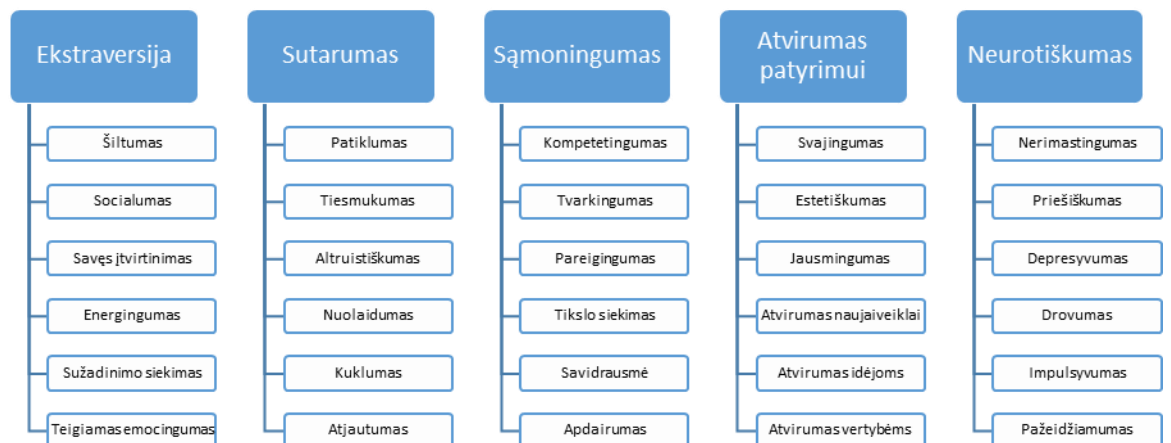 Ekstraversija
Šiltumas
Socialumas
Savęs įtvirtinimas
Energingumas
Sužadinimo siekimas
Teigiamas emocingumas
Sutarumas
Patiklumas
Tiesmukumas
Altruistiškumas
Nuolaidumas
Kuklumas
Atjautumas
Sąmoningumas
Kompetetingumas
Tvarkingumas
Pareigingumas
Tikslo siekimas
Savidrausmė
Apdairumas
Atvirumas
patyrimui
Svajingumas
Estetiškumas
Jausmingumas
Atvirumas naujai veiklai
Atvirumas idėjoms
Atvirumas vertybėms
Neurotiškumas
Nerimastingumas
Priešiškumas
Depresyvumas
Drovumas
Impulsyvumas
Pažeidžiamumas